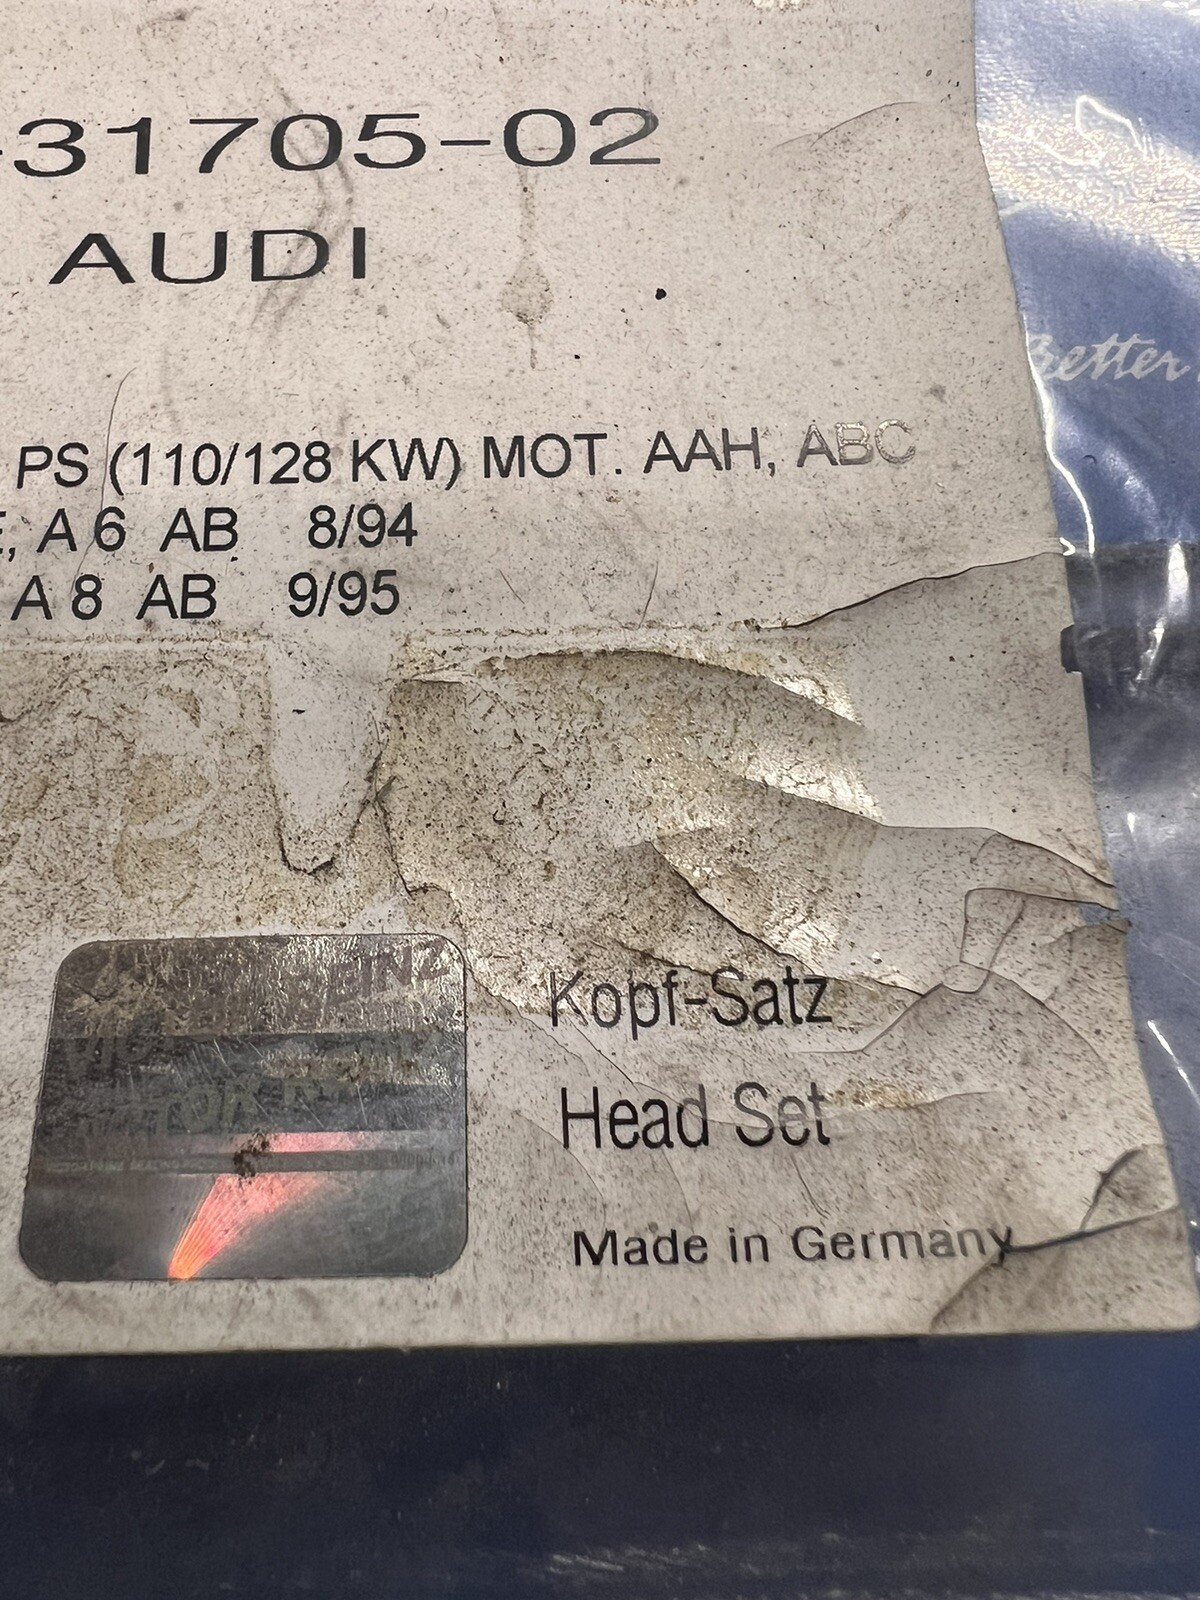 -31705-02
AUDI
Better
PS (110/128 KW) MOT. AAH, ABC
E, A 6 AB 8/94
A 8 AB 9/95
Kopf-Satz
Head Set
Made in Germany